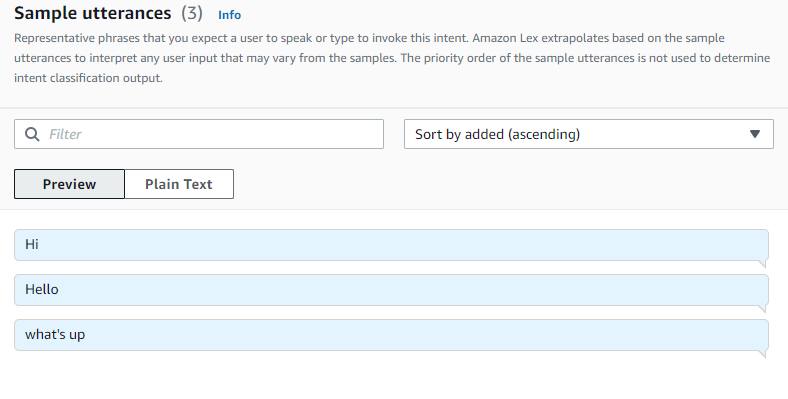 Sample utterances (3) Info
Representative phrases that you expect a user to speak or type to invoke this intent. Amazon Lex extrapolates based on the sample
utterances to interpret any user input that may vary from the samples. The priority order of the sample utterances is not used to determine
intent classification output.
Filter
Sort by added (ascending)
Preview
Plain Text
Hi
Hello
what's up